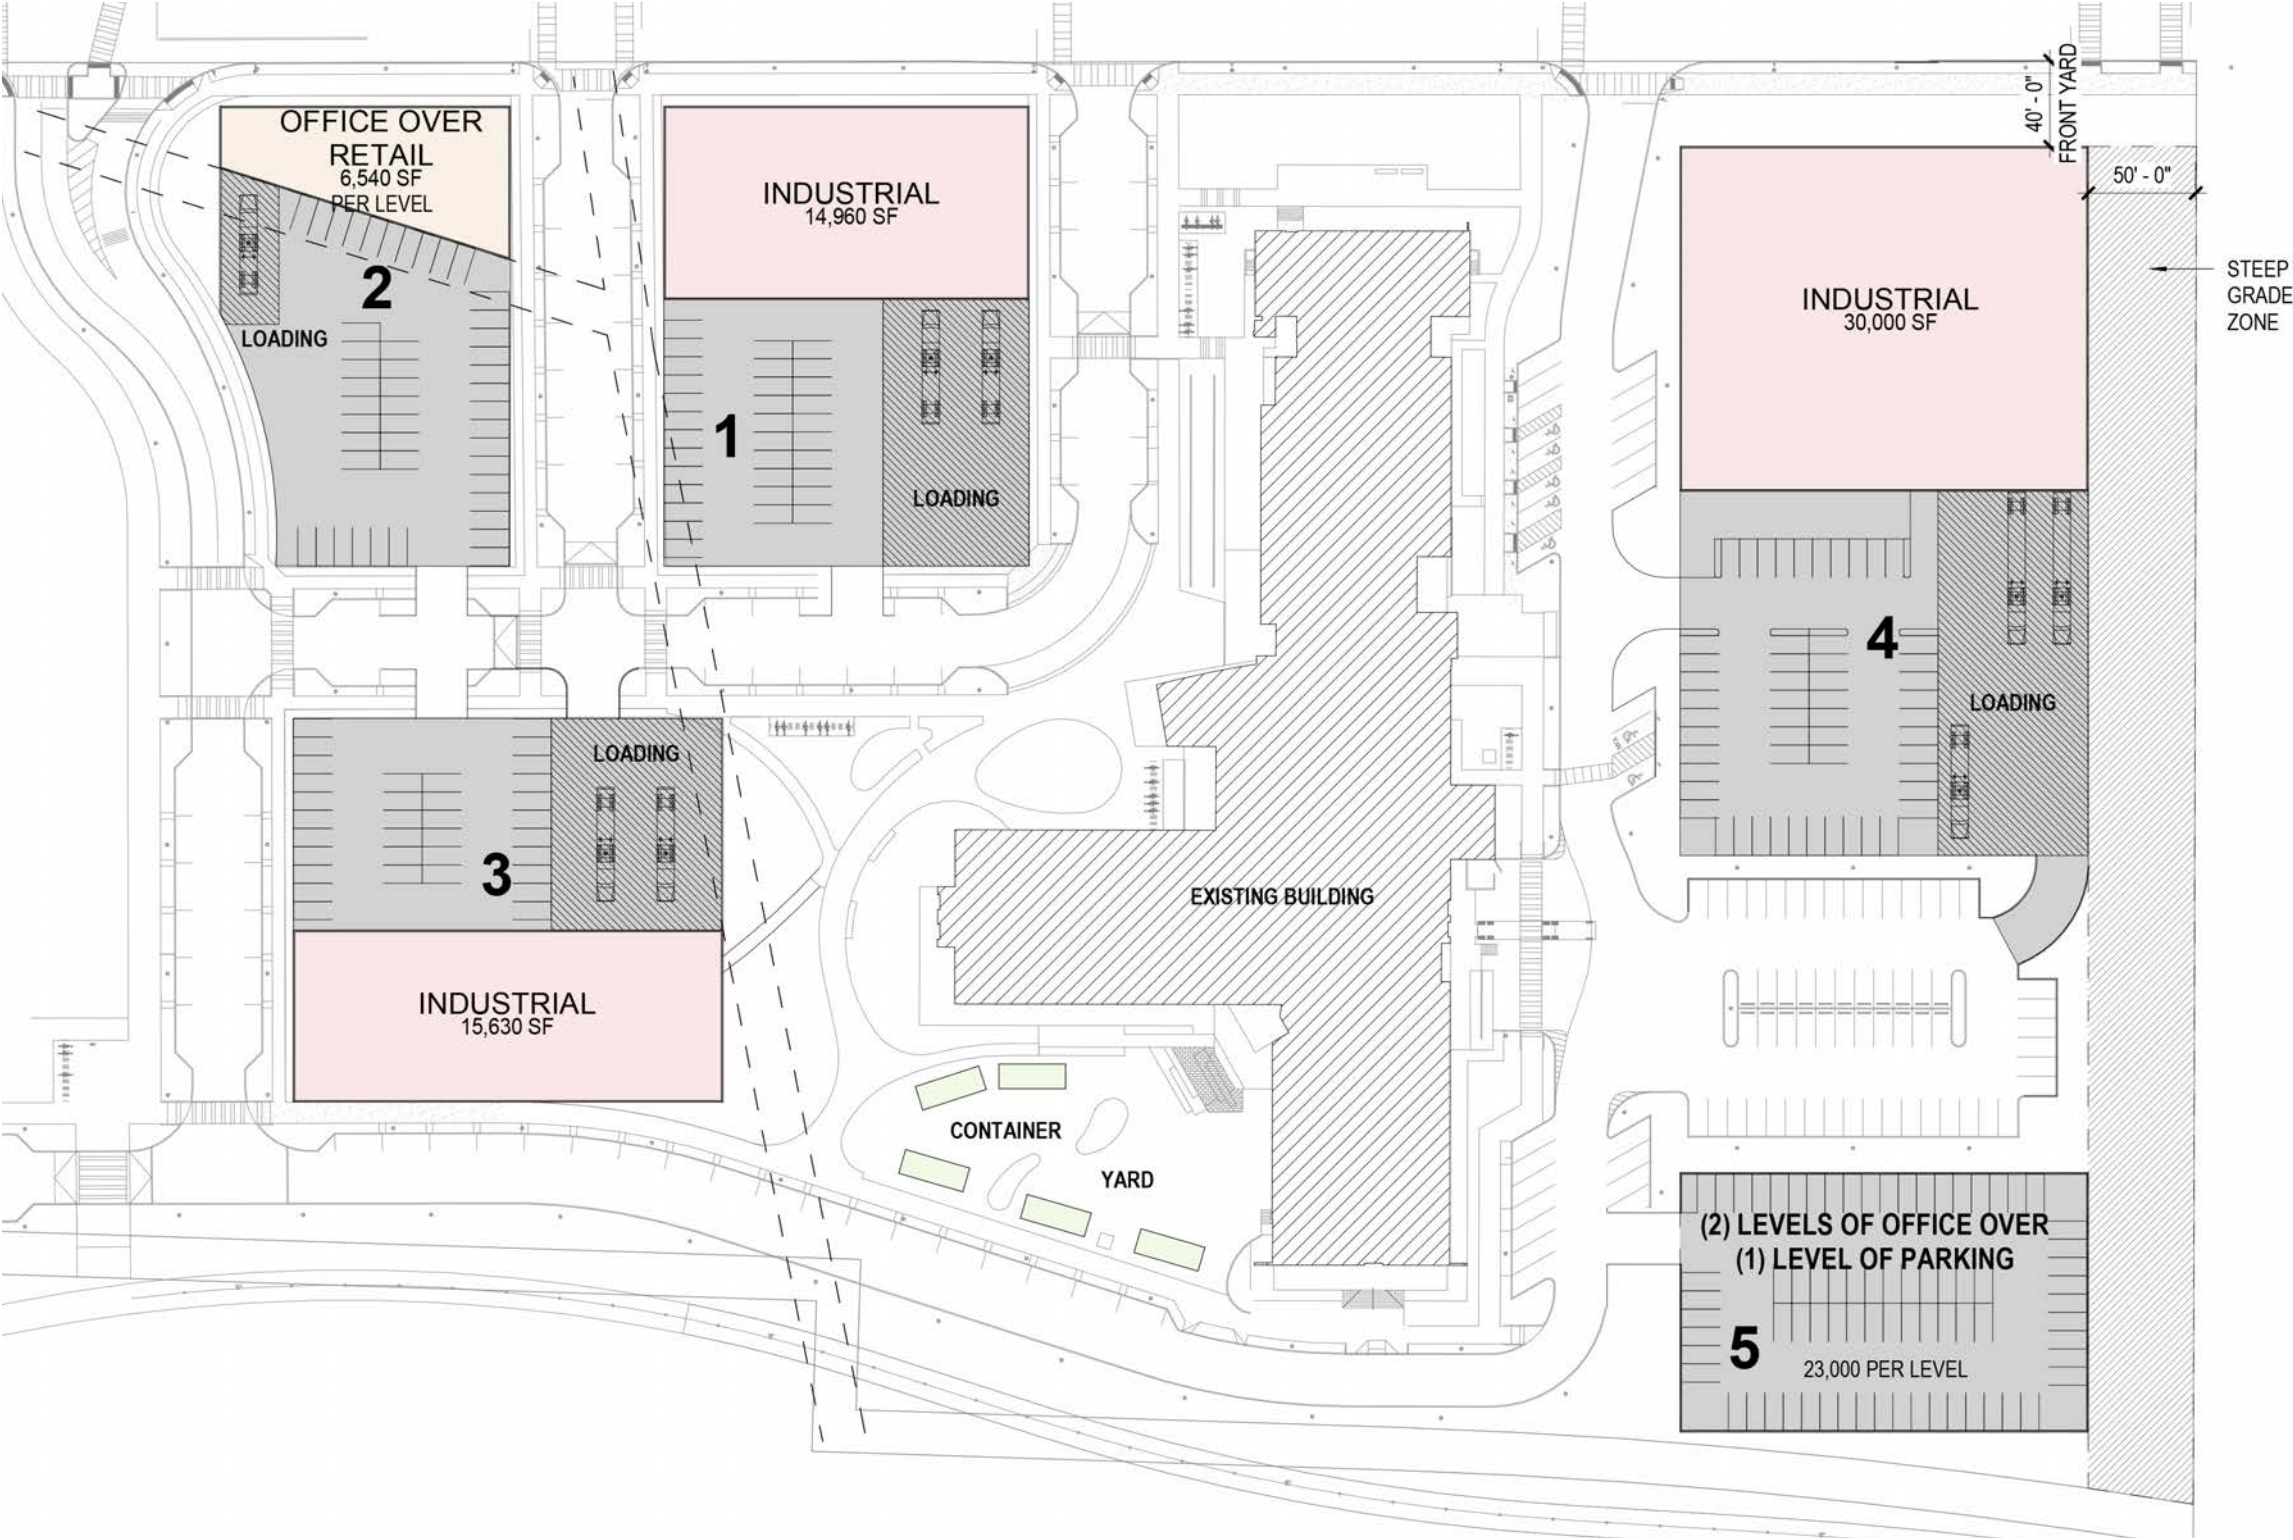 OFFICE OVER
RETAIL
6,540 SF
PER LEVEL
2
LOADING
INDUSTRIAL
14,960 SF
1
LOADING
40' - 0"
FRONT YARD
50' - 0"
STEEP
GRADE
ZONE
INDUSTRIAL
30,000 SF
4
LOADING
LOADING
3
INDUSTRIAL
15,630 SF
EXISTING BUILDING
CONTAINER
YARD
(2) LEVELS OF OFFICE OVER
(1) LEVEL OF PARKING
5
23,000 PER LEVEL